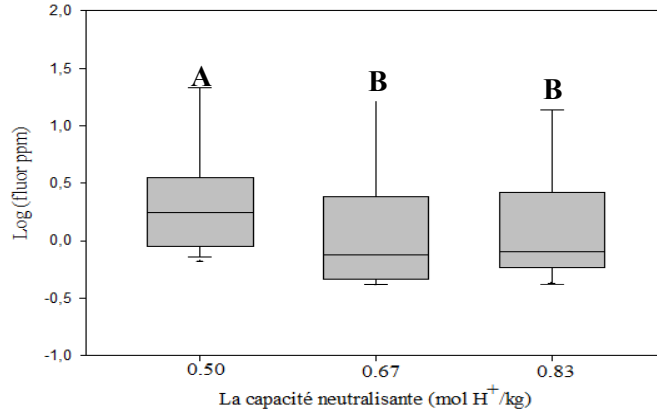 2,0
1,5
1,0
0,5
0,0
-0,5
-1,0
Log (fluor ppm)
A
B
B
0.50 0.67 0.83
La capacité neutralisante (mol H+/kg)